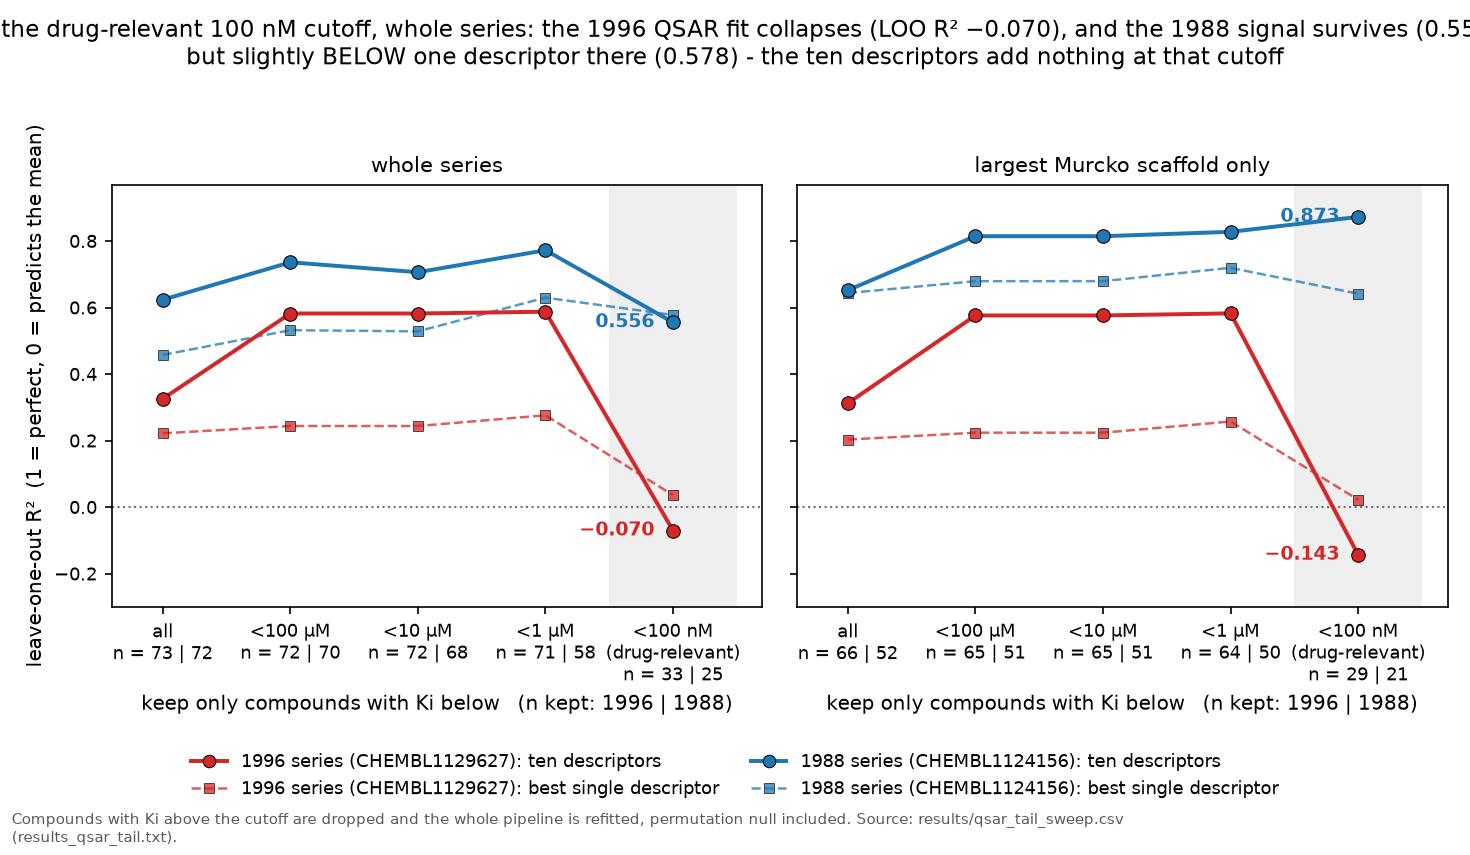 the drug-relevant 100 nM cutoff, whole series: the 1996 QSAR fit collapses (LOO R² −0.070), and the 1988 signal survives (0.55
but slightly BELOW one descriptor there (0.578) - the ten descriptors add nothing at that cutoff
leave-one-out R² (1 = perfect, 0 = predicts the mean)
whole series
0.8
0.6
0.4
0.2
0.0
−0.2
0.556
−0.070
all
n = 73 | 72
<100 µM
n = 72 | 70
<10 µM
n = 72 | 68
<1 µM
n = 71 | 58
<100 nM
(drug-relevant)
n = 33 | 25
keep only compounds with Ki below (n kept: 1996 | 1988)
largest Murcko scaffold only
0.873
−0.143
all
n = 66 | 52
<100 µM
n = 65 | 51
<10 µM
n = 65 | 51
<1 µM
n = 64 | 50
<100 nM
(drug-relevant)
n = 29 | 21
keep only compounds with Ki below (n kept: 1996 | 1988)
1996 series (CHEMBL1129627): ten descriptors
1996 series (CHEMBL1129627): best single descriptor
1988 series (CHEMBL1124156): ten descriptors
1988 series (CHEMBL1124156): best single descriptor
Compounds with Ki above the cutoff are dropped and the whole pipeline is refitted, permutation null included. Source: results/qsar_tail_sweep.csv
(results_qsar_tail.txt).